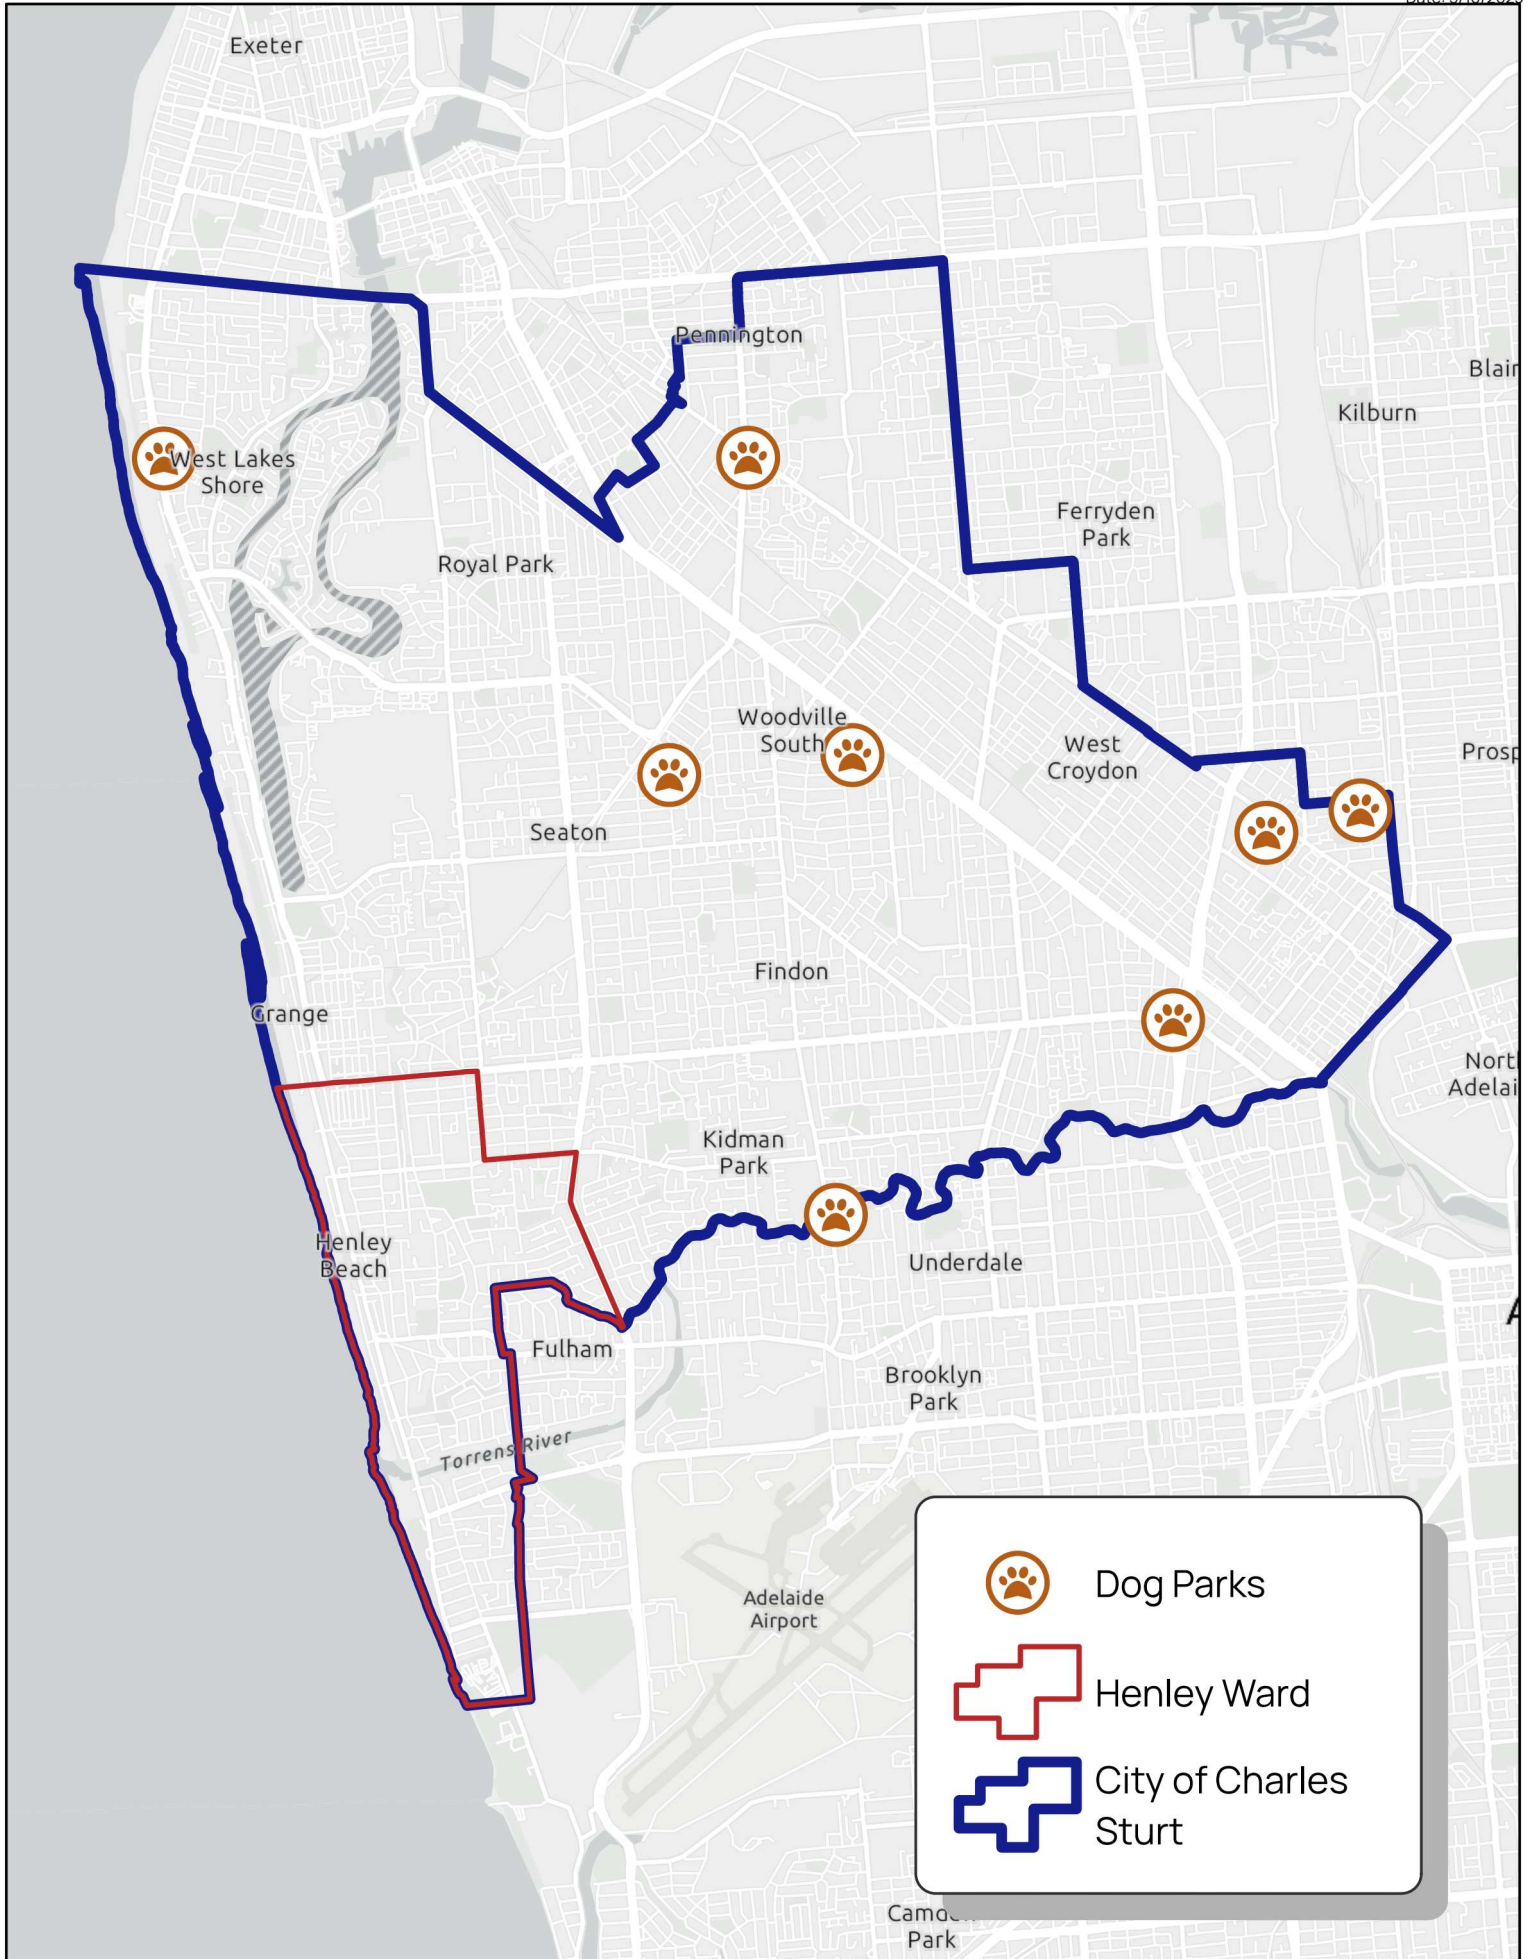 Exeter
Pennington
Blair
Kilburn
West Lakes
Shore
Ferryden
Park
Royal Park
Woodville
South
West
Croydon
Prosp
Seaton
Findon
Grange
North
Adelai
Kidman
Park
Henley
Beach
Underdale
Fulham
Brooklyn
Park
Torrens River
Adelaide
Airport
Dog Parks
Henley Ward
City of Charles
Sturt
Park